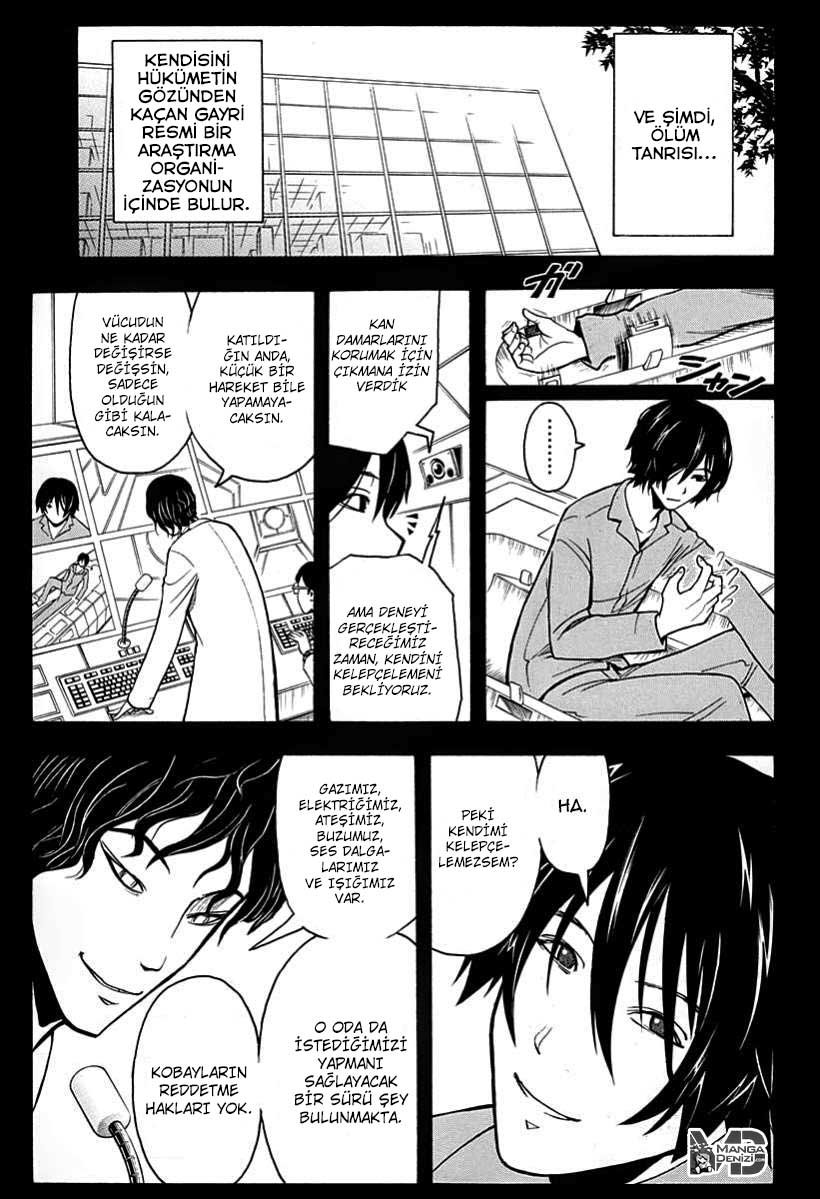 VE ŞİMDİ,
ÖLÜM
TANRISI...
KENDİSİNİ
HÜKÜMETİN
GÖZÜNDEN
KAÇAN GAYRİ
RESMİ BİR
ARAŞTIRMA
ORGANİ-
ZASYONUN
İÇİNDE BULUR.
ガ
シャン
.........
KAN
DAMARLARINI
KORUMAK İÇİN
ÇIKMANA İZİN
VERDİK
AMA DENEYİ
GERÇEKLEŞTİ-
RECEĞİMİZ
ZAMAN, KENDİNİ
KELEPÇELEMENİ
BEKLİYORUZ.
KATILDI-
ĞIN ANDA,
KÜÇÜK BİR
HAREKET BİLE
YAPAMAYA-
CAKSIN.
VÜCUDUN
NE KADAR
DEĞİŞİRSE
DEĞİŞSİN,
SADECE
OLDUĞUN
GİBİ KALA-
CAKSIN.
HA.
PEKİ
KENDİMİ
KELEPÇE-
LEMEZSEM?
GAZIMIZ,
ELEKTRİĞİMİZ,
ATEŞİMİZ,
BUZUMUZ,
SES DALGA-
LARIMIZ
VE IŞIĞIMIZ
VAR.
O ODA DA
İSTEDİĞİMİZİ
YAPMANI
SAĞLAYACAK
BİR SÜRÜ ŞEY
BULUNMAKTA.
KOBAYLARIN
REDDETME
HAKLARI YOK.
MD
MANGA
DENİZİ